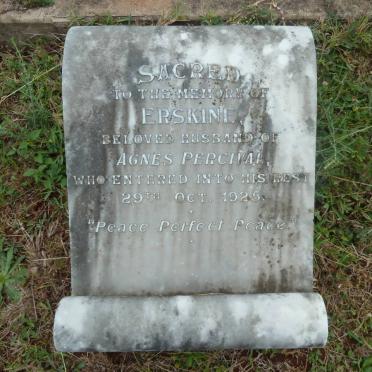 SACRED
TO THE MEMORY OF
ERSKINE,
BELOVED HUSBAND OF
AGNES PERCIVAL,
WHO ENTERED INTO HIS REST
29TH OCT. 1925.
"Peace Perfect Peace"